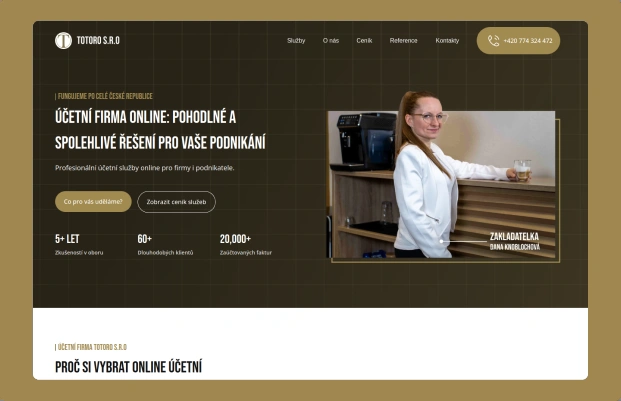 TOTORO S.R.O
Služby
O nás
Ceník
Reference
Kontakty
+420 774 324 472
| FUNGUJEME PO CELÉ ČESKÉ REPUBLICE
ÚČETNÍ FIRMA ONLINE: POHODLNÉ A
SPOLEHLIVÉ ŘEŠENÍ PRO VAŠE PODNIKÁNÍ
Profesionální účetní služby online pro firmy i podnikatele.
Co pro vás uděláme?
Zobrazit ceník služeb
5+ LET
Zkušeností v oboru
60+
Dlouhodobých klientů
20,000+
Zaúčtovaných faktur
ZAKLADATELKA
DANA KNOBLOCHOVÁ
| ÚČETNÍ FIRMA TOTORO S.R.O
PROČ SI VYBRAT ONLINE ÚČETNÍ